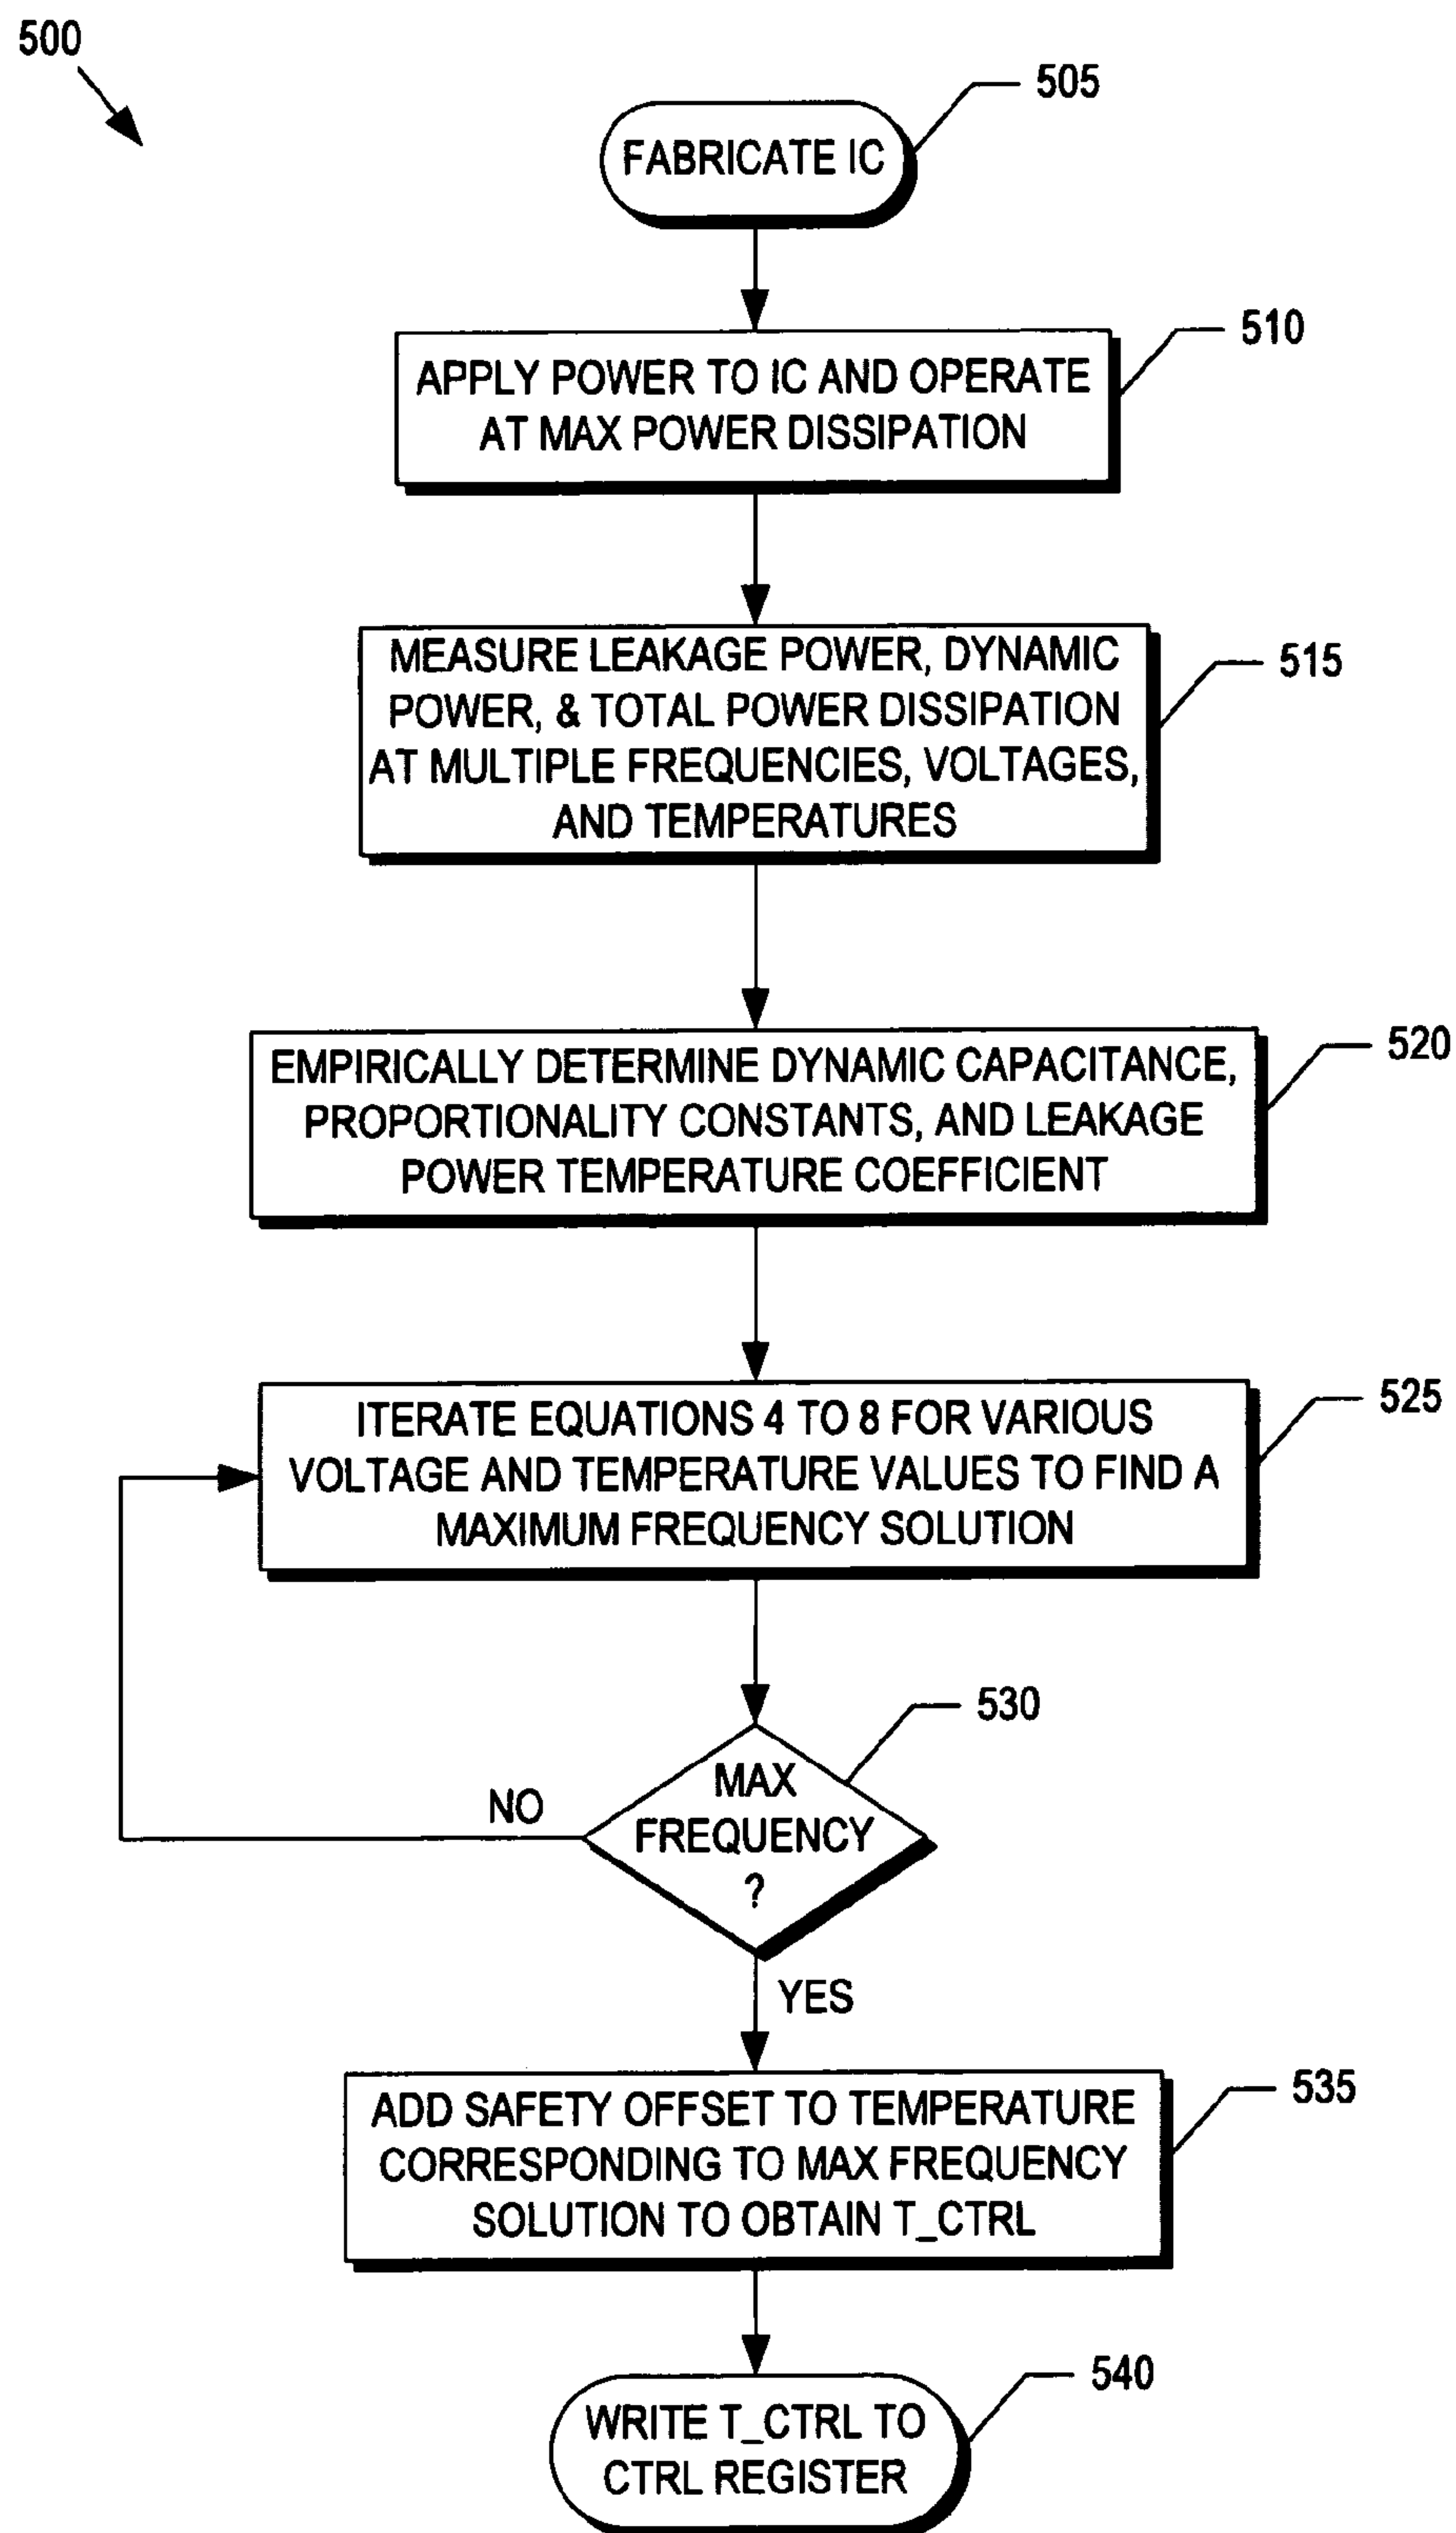 500
505
FABRICATE IC
510
APPLY POWER TO IC AND OPERATE
AT MAX POWER DISSIPATION
515
MEASURE LEAKAGE POWER, DYNAMIC
POWER, & TOTAL POWER DISSIPATION
AT MULTIPLE FREQUENCIES, VOLTAGES,
AND TEMPERATURES
520
EMPIRICALLY DETERMINE DYNAMIC CAPACITANCE,
PROPORTIONALITY CONSTANTS, AND LEAKAGE
POWER TEMPERATURE COEFFICIENT
525
ITERATE EQUATIONS 4 TO 8 FOR VARIOUS
VOLTAGE AND TEMPERATURE VALUES TO FIND A
MAXIMUM FREQUENCY SOLUTION
530
MAX
FREQUENCY
?
NO
YES
535
ADD SAFETY OFFSET TO TEMPERATURE
CORRESPONDING TO MAX FREQUENCY
SOLUTION TO OBTAIN T_CTRL
540
WRITE T_CTRL TO
CTRL REGISTER